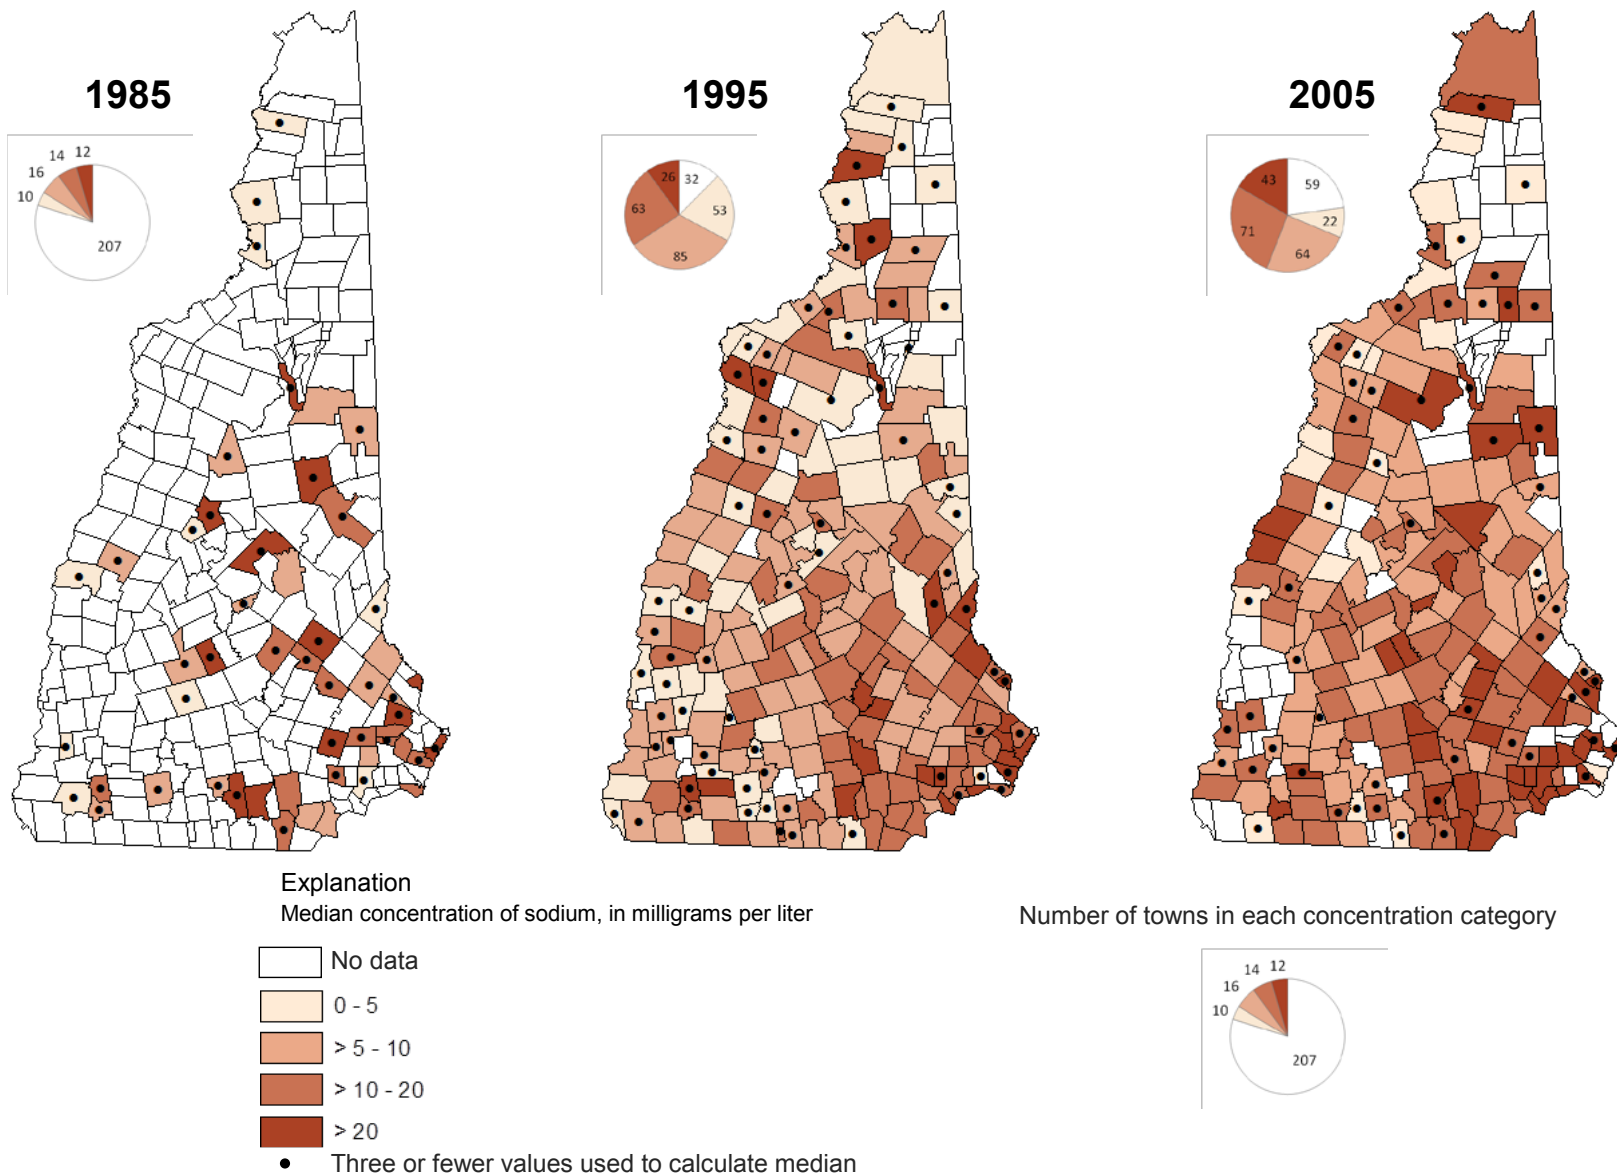 1985
14 12
16
10
207
1995
26 32
63 53
85
2005
43 59
22
71
64
Explanation
Median concentration of sodium, in milligrams per liter
No data
0 - 5
> 5 - 10
> 10 - 20
> 20
Three or fewer values used to calculate median
Number of towns in each concentration category
14 12
16
10
207